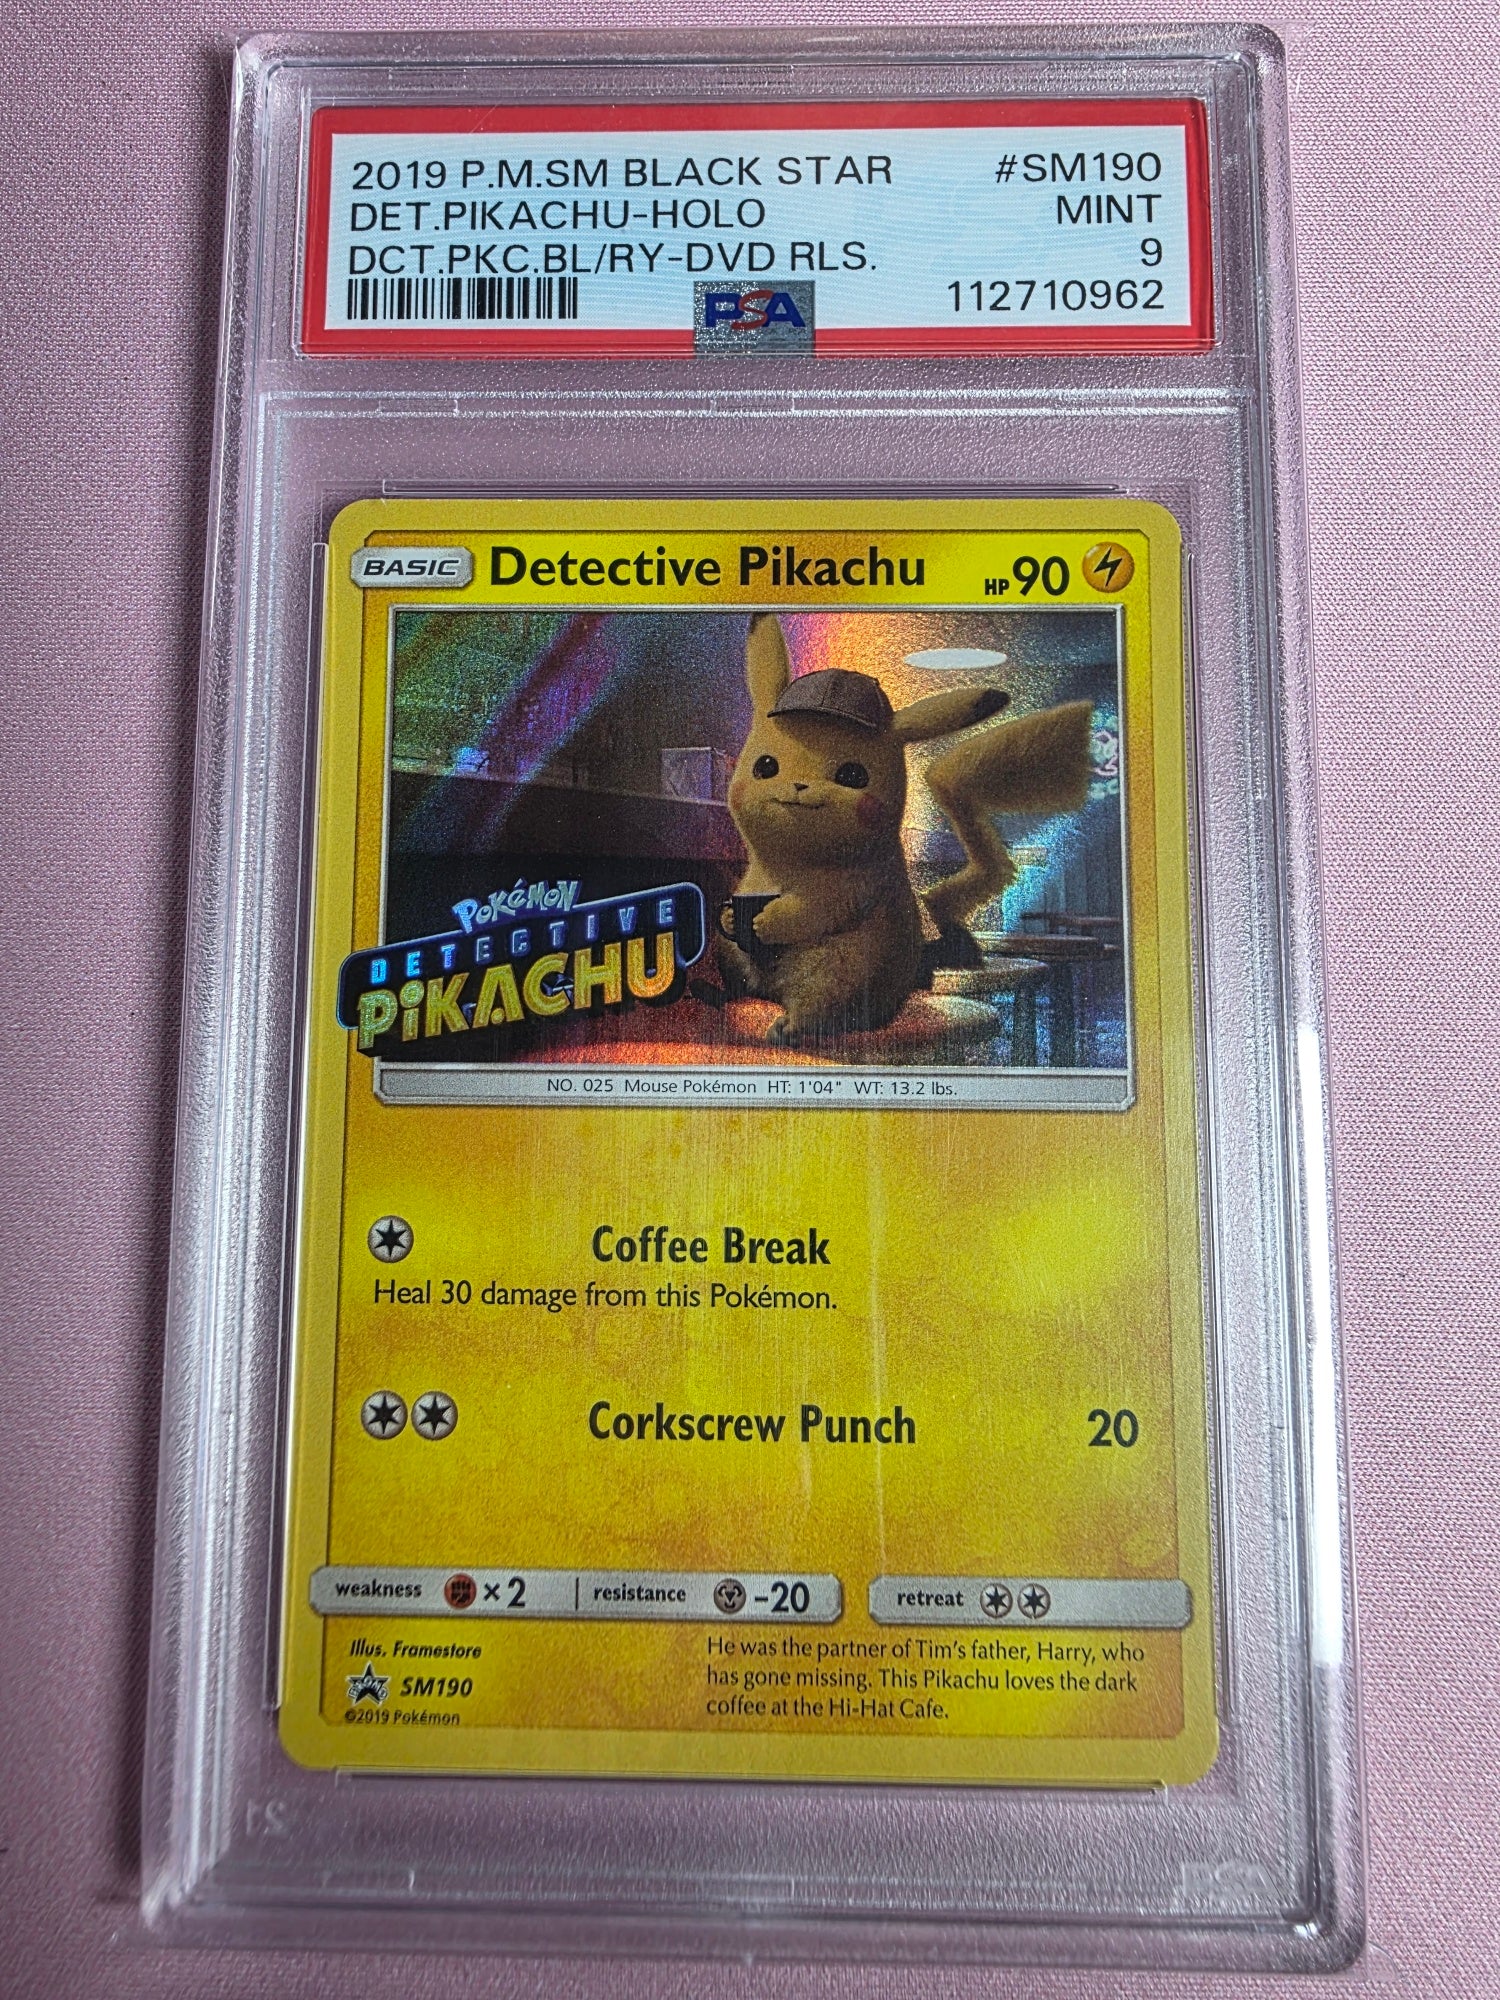 2019 P.M.SM BLACK STAR #SM190
DET.PIKACHU-HOLO MINT
DCT.PKC.BL/RY-DVD RLS. 9
PSA 112710962
BASIC Detective Pikachu HP 90
POKéMON
DETECTIVE
PiKACHU
NO. 025 Mouse Pokémon HT: 1'04" WT: 13.2 lbs.
Coffee Break
Heal 30 damage from this Pokémon.
Corkscrew Punch 20
weakness ×2 resistance -20 retreat
Illus. Framestore
PROMO SM190
©2019 Pokémon
He was the partner of Tim's father, Harry, who
has gone missing. This Pikachu loves the dark
coffee at the Hi-Hat Cafe.
PSA